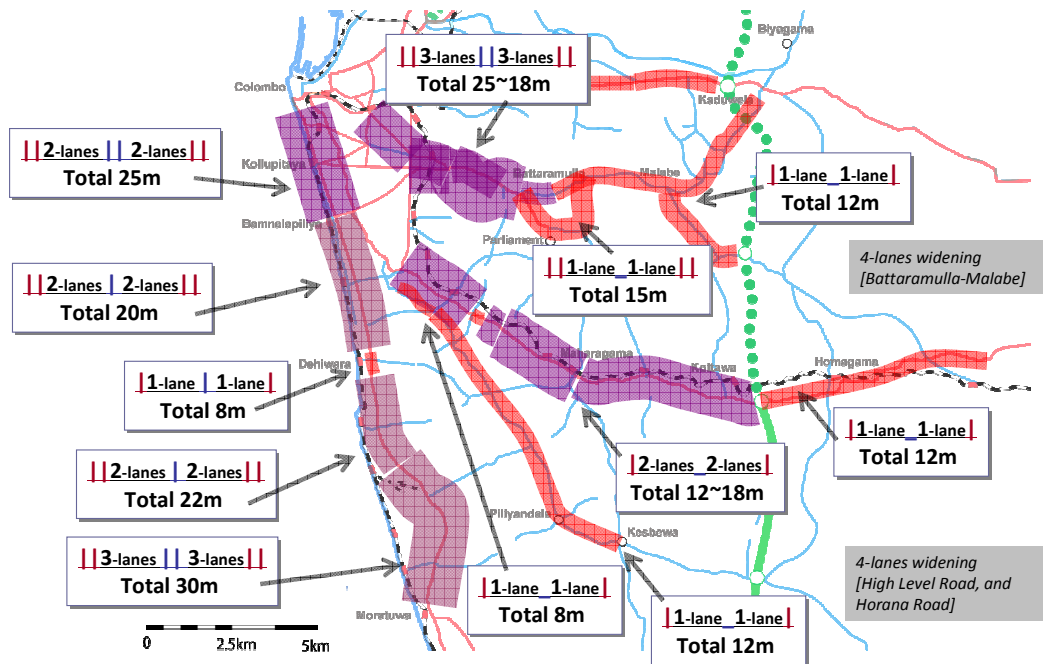 Biyagama
||3-lanes||3-lanes||
Total 25~18m
Colombo
Kaduwela
||2-lanes || 2-lanes||
Total 25m
Kollupitaya
Battaramulla
Malabe
|1-lane_1-lane|
Total 12m
Parliament
4-lanes widening
[Battaramulla-Malabe]
||1-lane_1-lane||
Total 15m
||2-lanes | 2-lanes||
Total 20m
Maharagama
Kottawa
Homagama
Dehiwara
|1-lane | 1-lane|
Total 8m
|1-lane_1-lane|
Total 12m
|2-lanes_2-lanes|
Total 12~18m
||2-lanes | 2-lanes||
Total 22m
Piliyandala
Kesbewa
||3-lanes || 3-lanes||
Total 30m
4-lanes widening
[High Level Road, and
Horana Road]
|1-lane_1-lane|
Total 8m
|1-lane_1-lane|
Total 12m
Moratuwa
0 2.5km 5km